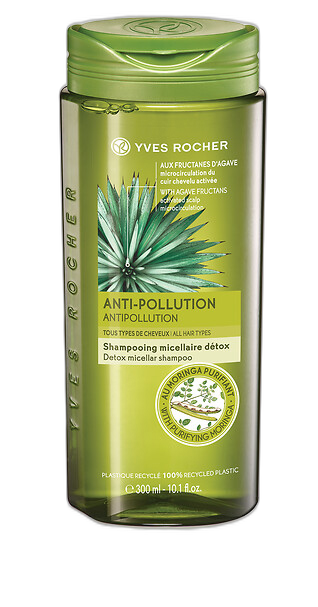 YVES ROCHER
AUX FRUCTANES D'AGAVE
microcirculation du
cuir chevelu activée
WITH AGAVE FRUCTANS
activated scalp
microcirculation
YVES ROCHER
ANTI-POLLUTION
ANTIPOLLUTION
TOUS TYPES DE CHEVEUX | ALL HAIR TYPES
Shampooing micellaire détox
Detox micellar shampoo
AU MORINGA PURIFIANT
WITH PURIFYING MORINGA
PLASTIQUE RECYCLÉ 100% RECYCLED PLASTIC
℮ 300 ml - 10.1 fl.oz.